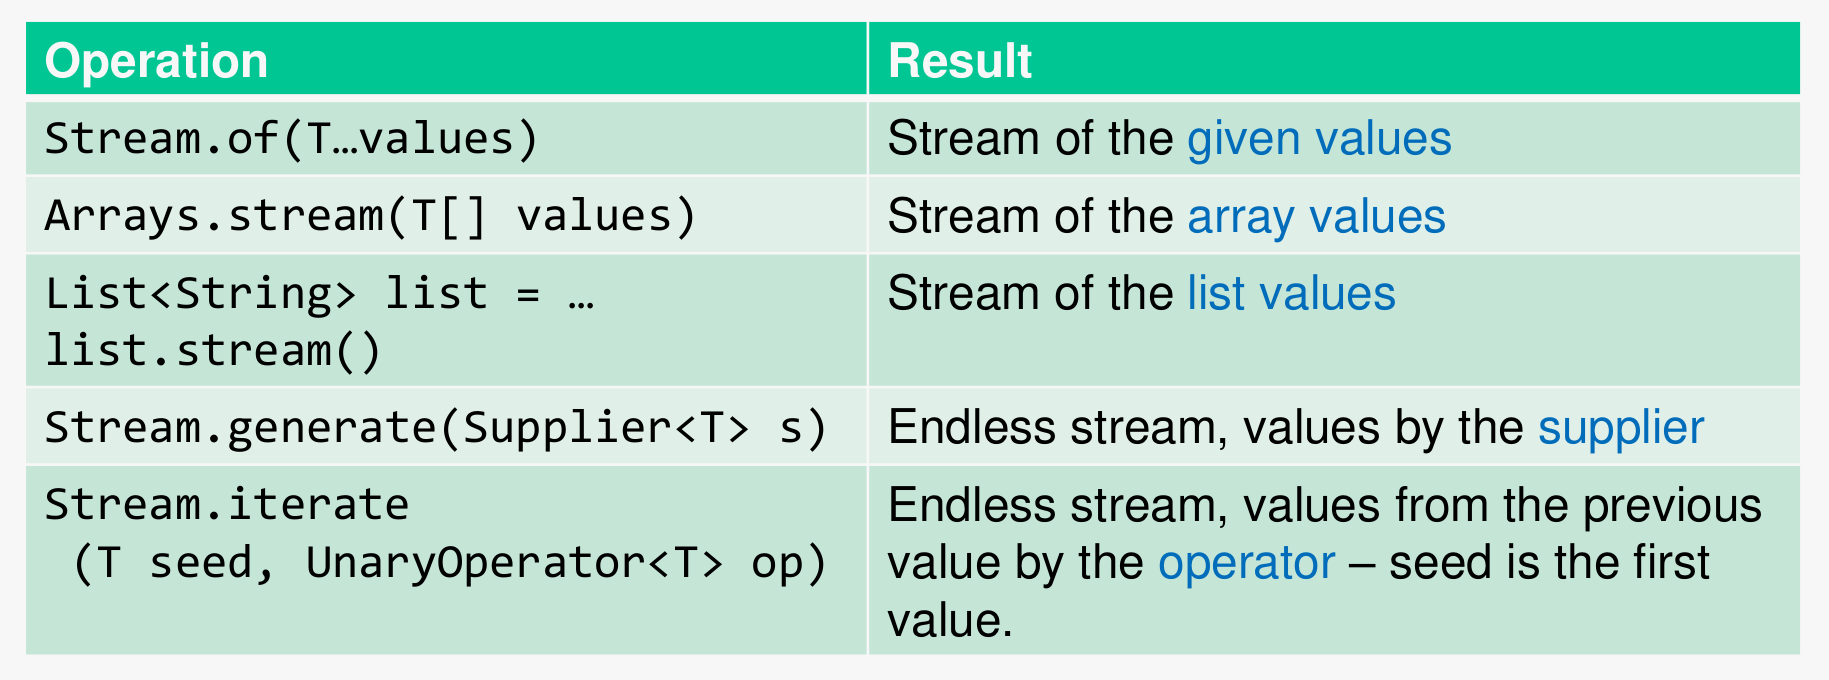 Operation Result
Stream.of(T…values) Stream of the given values
Arrays.stream(T[] values) Stream of the array values
List<String> list = … Stream of the list values
list.stream()
Stream.generate(Supplier<T> s) Endless stream, values by the supplier
Stream.iterate Endless stream, values from the previous
(T seed, UnaryOperator<T> op) value by the operator – seed is the first
value.